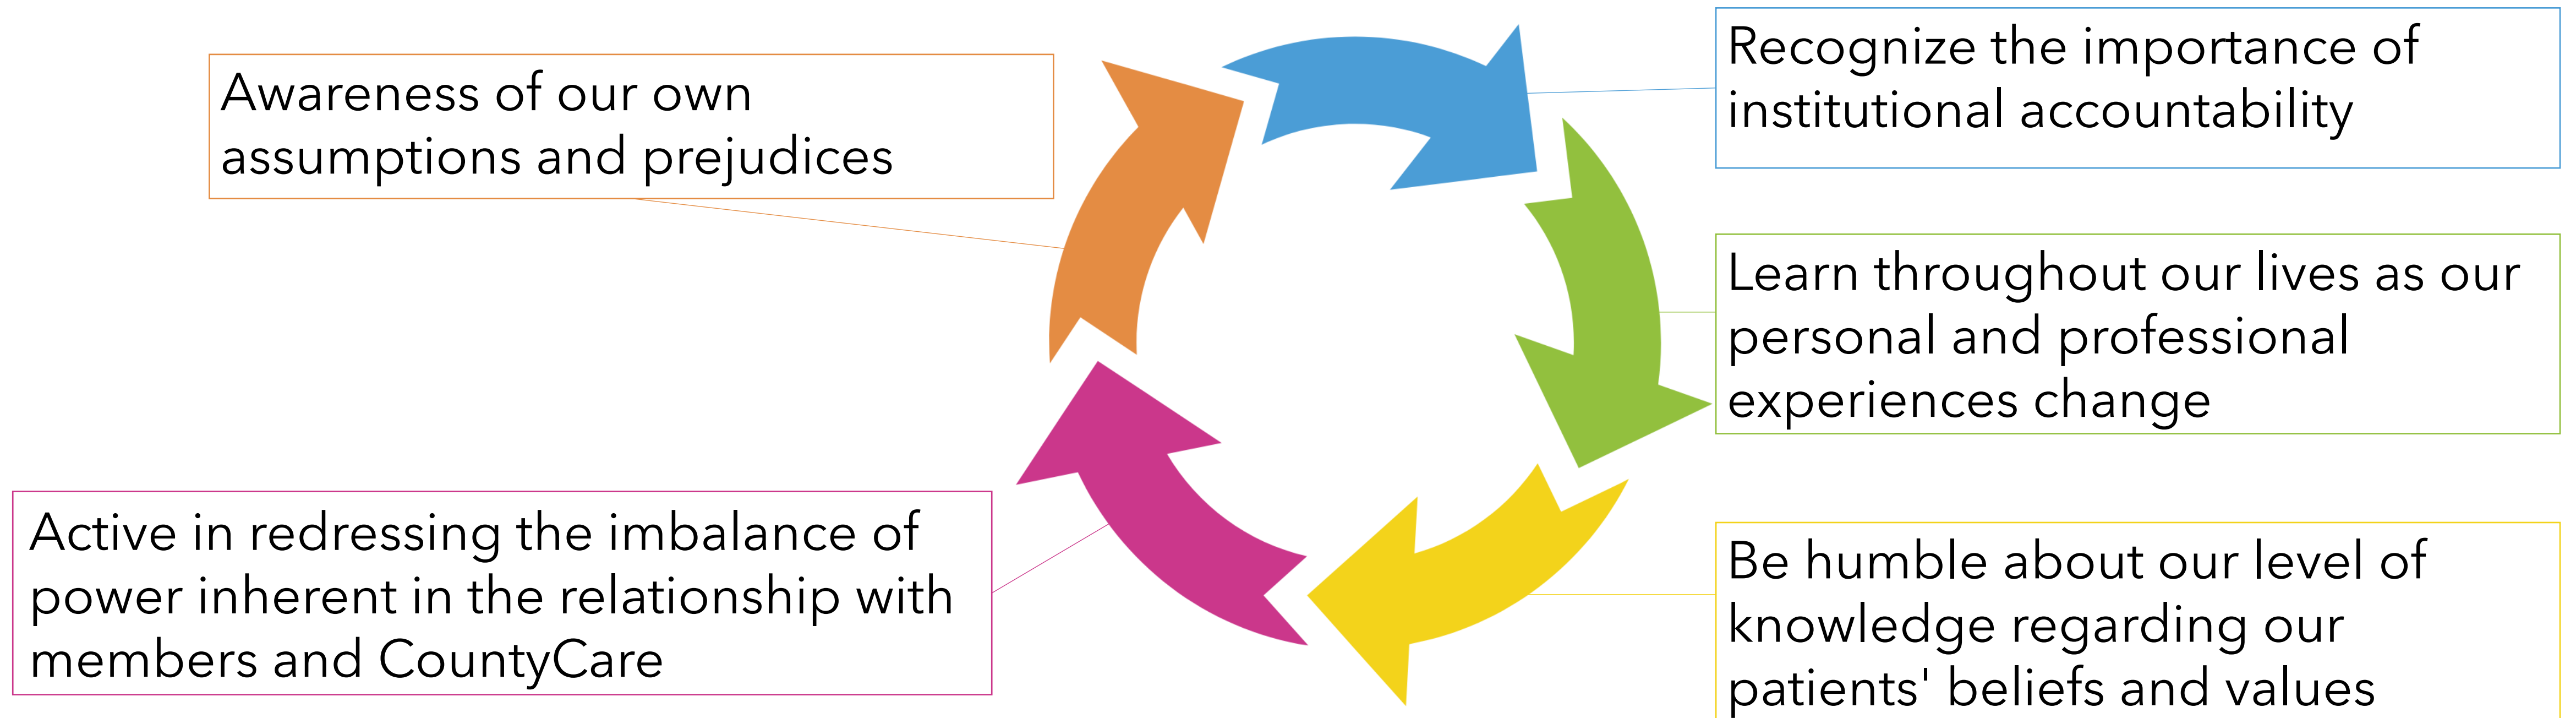 Awareness of our own
assumptions and prejudices
Recognize the importance of
institutional accountability
Learn throughout our lives as our
personal and professional
experiences change
Be humble about our level of
knowledge regarding our
patients' beliefs and values
Active in redressing the imbalance of
power inherent in the relationship with
members and CountyCare